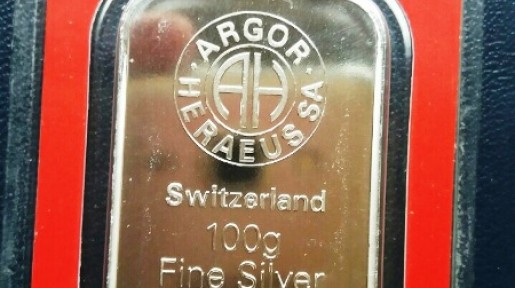 · ARGOR ·
HERAEUS SA
AH
Switzerland
100g
Fine Silver